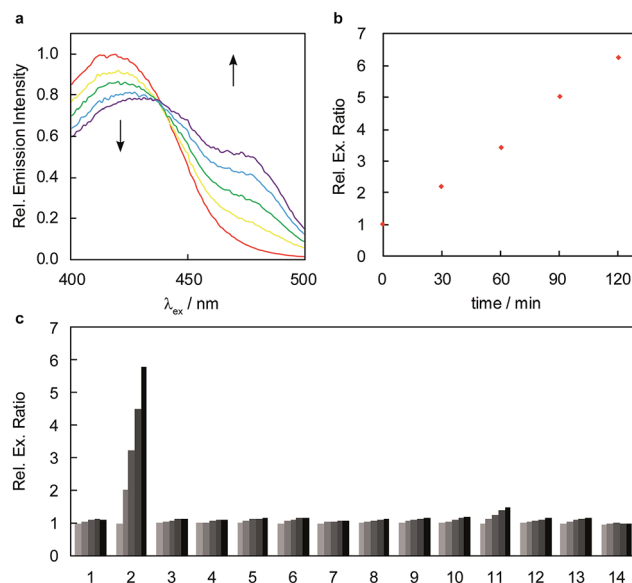 a
Rel. Emission Intensity
1.0
0.8
0.6
0.4
0.2
0.0
400 450 500
λex / nm
b
Rel. Ex. Ratio
7
6
5
4
3
2
1
0
0 30 60 90 120
time / min
c
Rel. Ex. Ratio
7
6
5
4
3
2
1
0
1 2 3 4 5 6 7 8 9 10 11 12 13 14